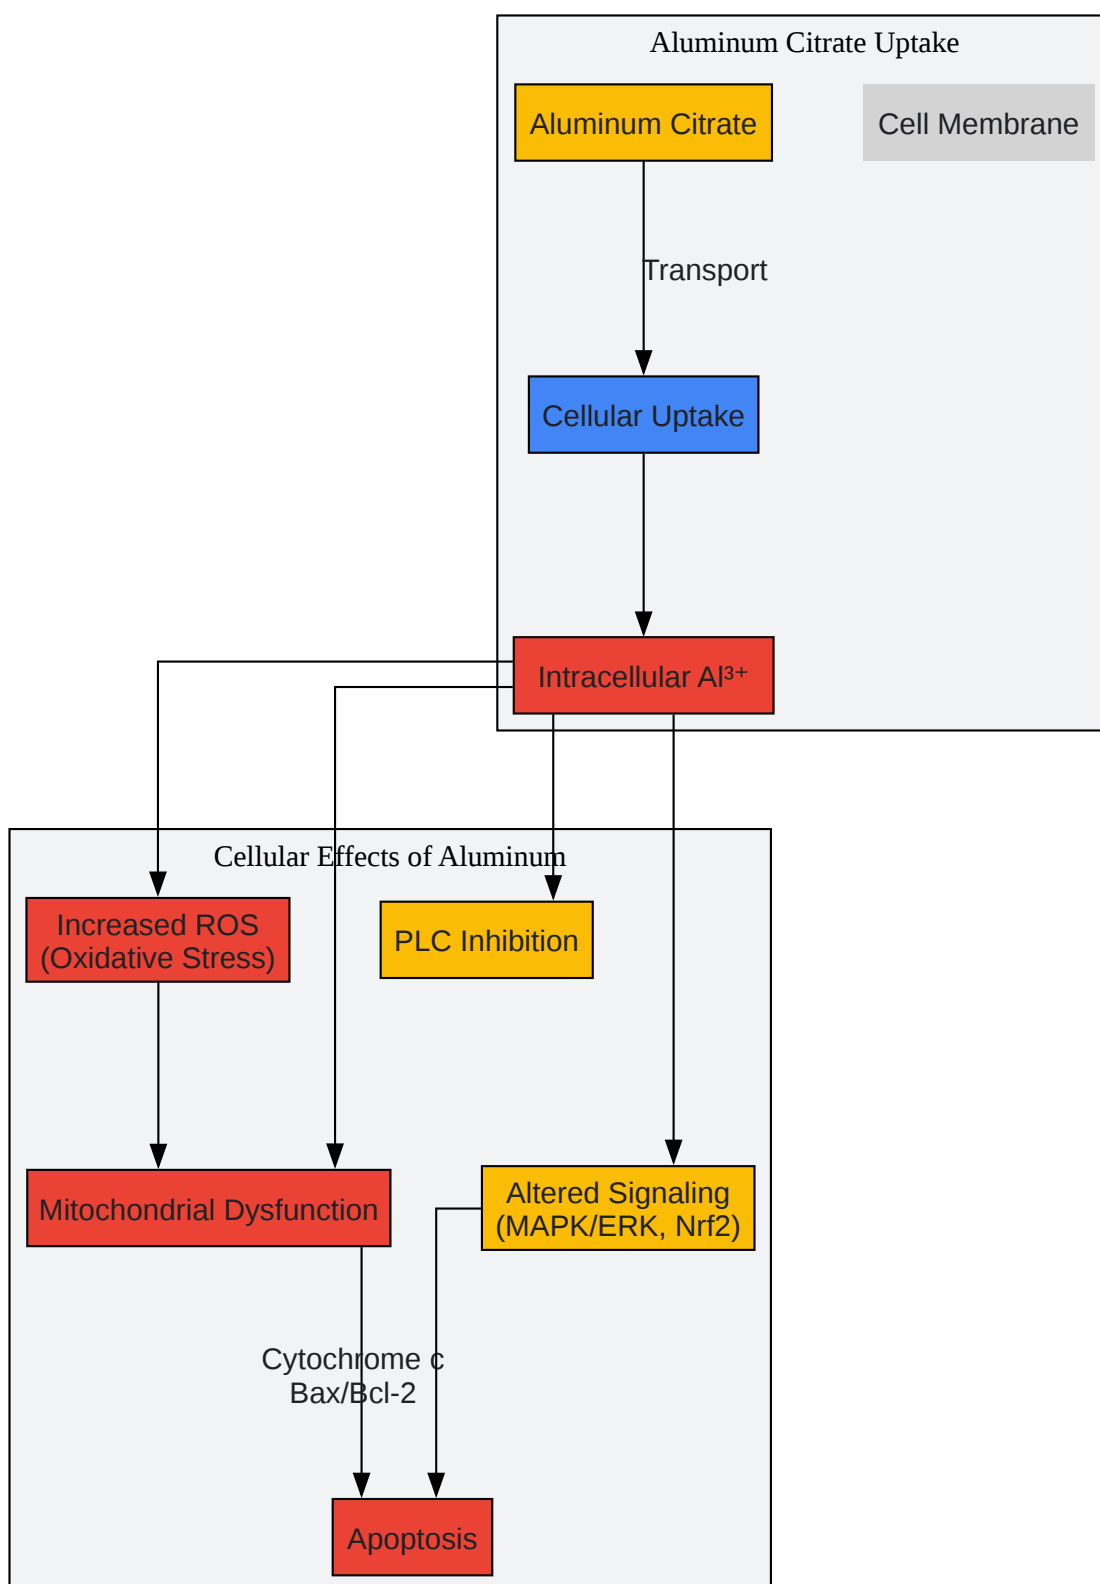 Aluminum Citrate Uptake
Aluminum Citrate
Cell Membrane
Transport
Cellular Uptake
Intracellular Al³⁺
Cellular Effects of Aluminum
Increased ROS
(Oxidative Stress)
PLC Inhibition
Mitochondrial Dysfunction
Altered Signaling
(MAPK/ERK, Nrf2)
Cytochrome c
Bax/Bcl-2
Apoptosis